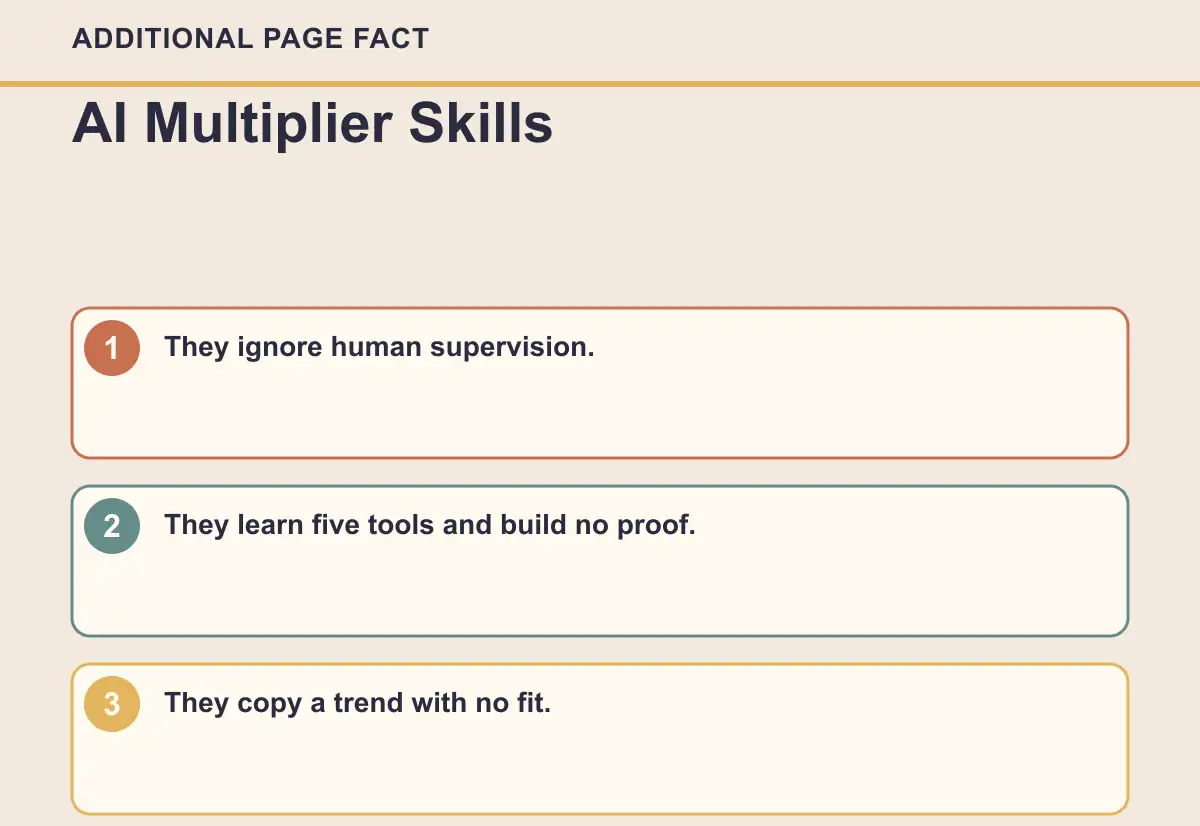 ADDITIONAL PAGE FACT
AI Multiplier Skills
1 They ignore human supervision.
2 They learn five tools and build no proof.
3 They copy a trend with no fit.